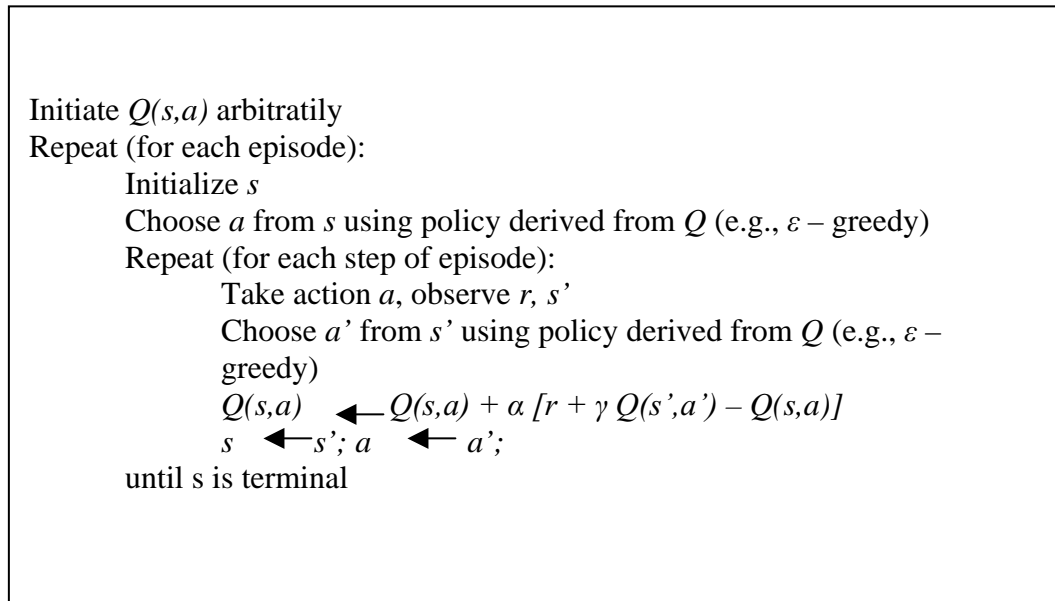 Initiate Q(s,a) arbitratily
Repeat (for each episode):
Initialize s
Choose a from s using policy derived from Q (e.g., ε – greedy)
Repeat (for each step of episode):
Take action a, observe r, s’
Choose a’ from s’ using policy derived from Q (e.g., ε –
greedy)
Q(s,a) ← Q(s,a) + α [r + γ Q(s’,a’) – Q(s,a)]
s ← s’; a ← a’;
until s is terminal